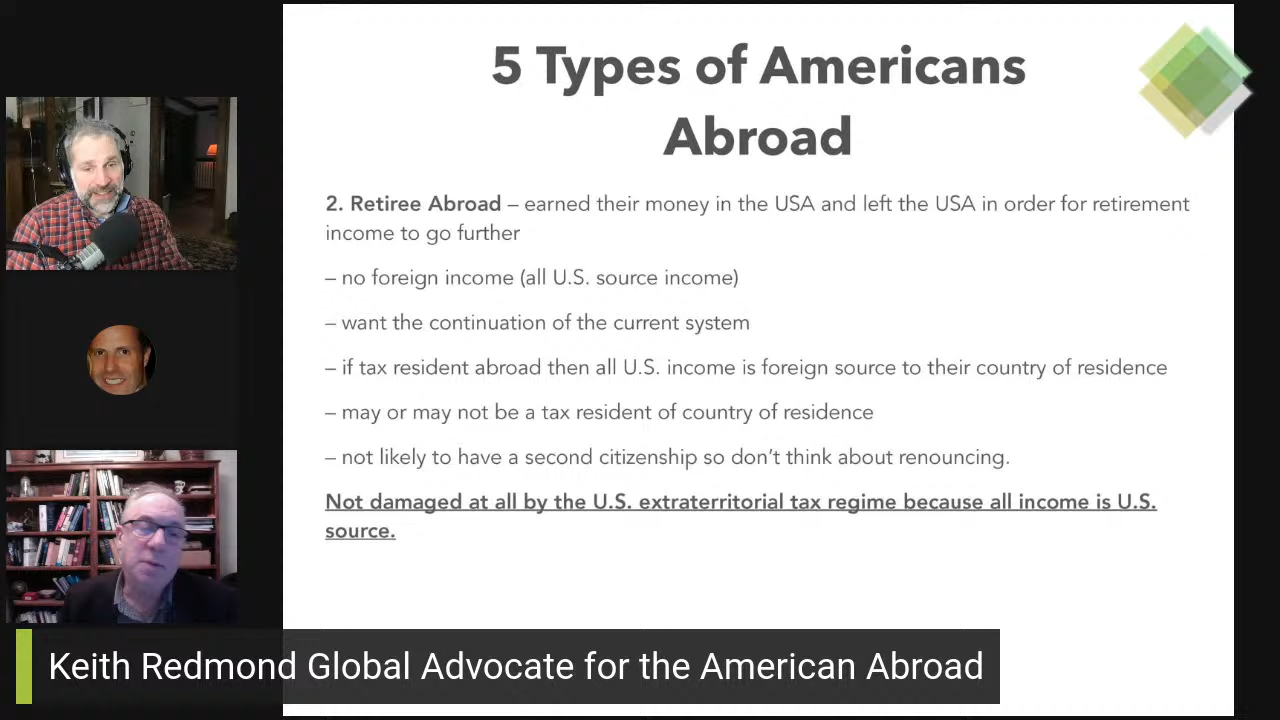 5 Types of Americans
Abroad
2. Retiree Abroad – earned their money in the USA and left the USA in order for retirement
income to go further
– no foreign income (all U.S. source income)
– want the continuation of the current system
– if tax resident abroad then all U.S. income is foreign source to their country of residence
– may or may not be a tax resident of country of residence
– not likely to have a second citizenship so don’t think about renouncing.
Not damaged at all by the U.S. extraterritorial tax regime because all income is U.S.
source.
Keith Redmond Global Advocate for the American Abroad